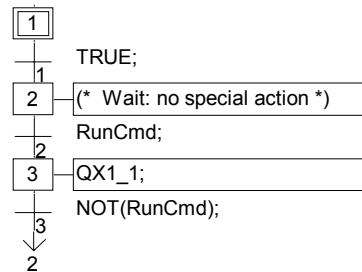 1
TRUE;
1
2 (* Wait: no special action *)
RunCmd;
2
3 QX1_1;
NOT(RunCmd);
3
2